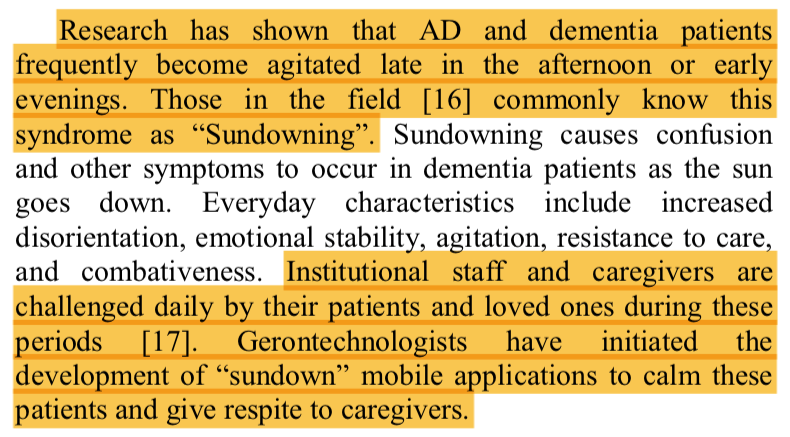 Research has shown that AD and dementia patients
frequently become agitated late in the afternoon or early
evenings. Those in the field [16] commonly know this
syndrome as “Sundowning”. Sundowning causes confusion
and other symptoms to occur in dementia patients as the sun
goes down. Everyday characteristics include increased
disorientation, emotional stability, agitation, resistance to care,
and combativeness. Institutional staff and caregivers are
challenged daily by their patients and loved ones during these
periods [17]. Gerontechnologists have initiated the
development of “sundown” mobile applications to calm these
patients and give respite to caregivers.